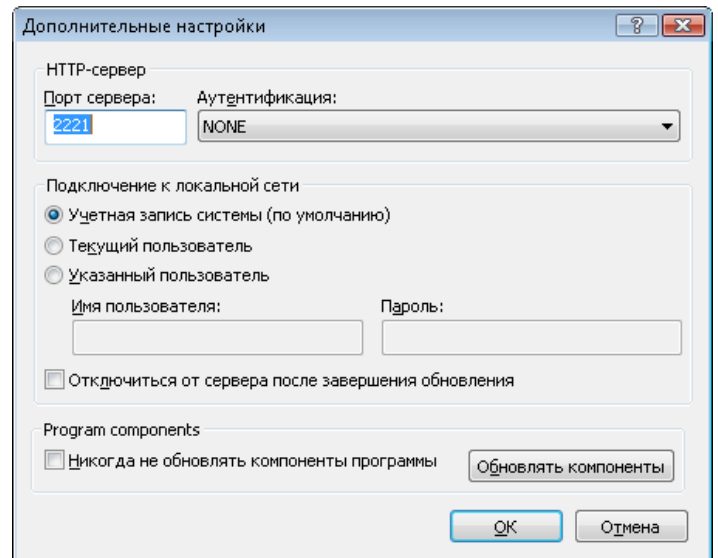 Дополнительные настройки
HTTP-сервер
Порт сервера: Аутентификация:
2221 NONE
Подключение к локальной сети
Учетная запись системы (по умолчанию)
Текущий пользователь
Указанный пользователь
Имя пользователя: Пароль:
Отключиться от сервера после завершения обновления
Program components
Никогда не обновлять компоненты программы Обновлять компоненты
OK Отмена